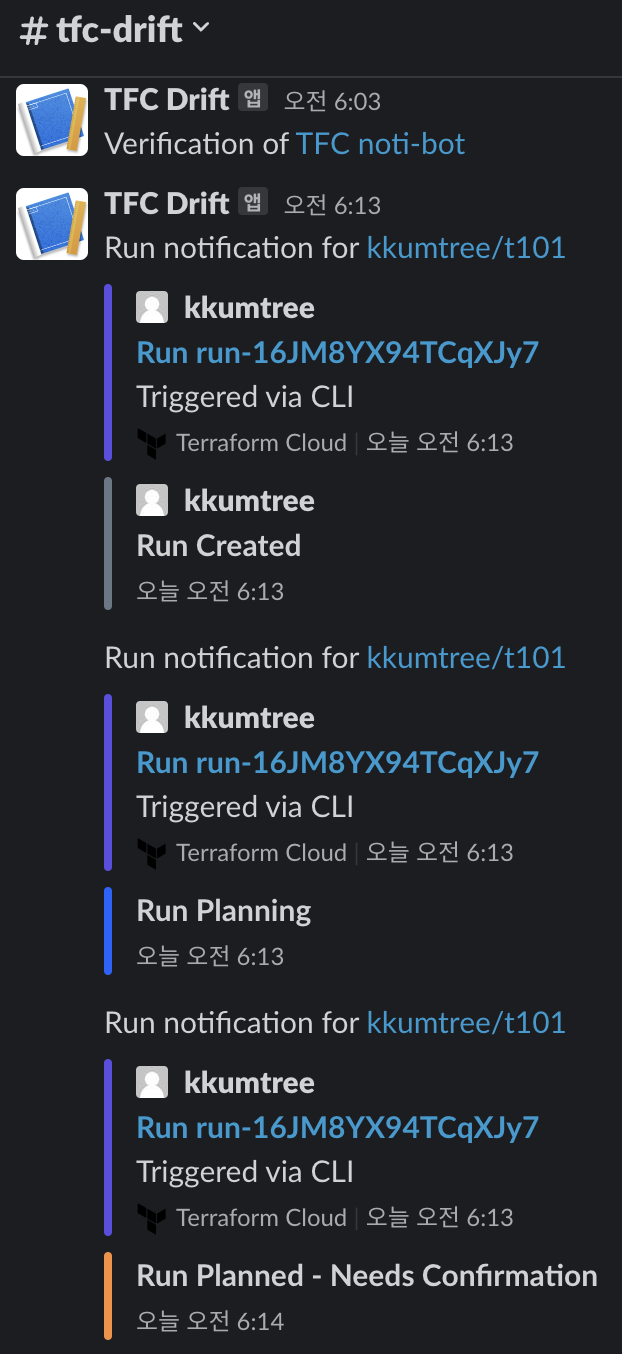 # tfc-drift
TFC Drift 앱 오전 6:03
Verification of TFC noti-bot
TFC Drift 앱 오전 6:13
Run notification for kkumtree/t101
kkumtree
Run run-16JM8YX94TCqXJy7
Triggered via CLI
Terraform Cloud | 오늘 오전 6:13
kkumtree
Run Created
오늘 오전 6:13
Run notification for kkumtree/t101
kkumtree
Run run-16JM8YX94TCqXJy7
Triggered via CLI
Terraform Cloud | 오늘 오전 6:13
Run Planning
오늘 오전 6:13
Run notification for kkumtree/t101
kkumtree
Run run-16JM8YX94TCqXJy7
Triggered via CLI
Terraform Cloud | 오늘 오전 6:13
Run Planned - Needs Confirmation
오늘 오전 6:14